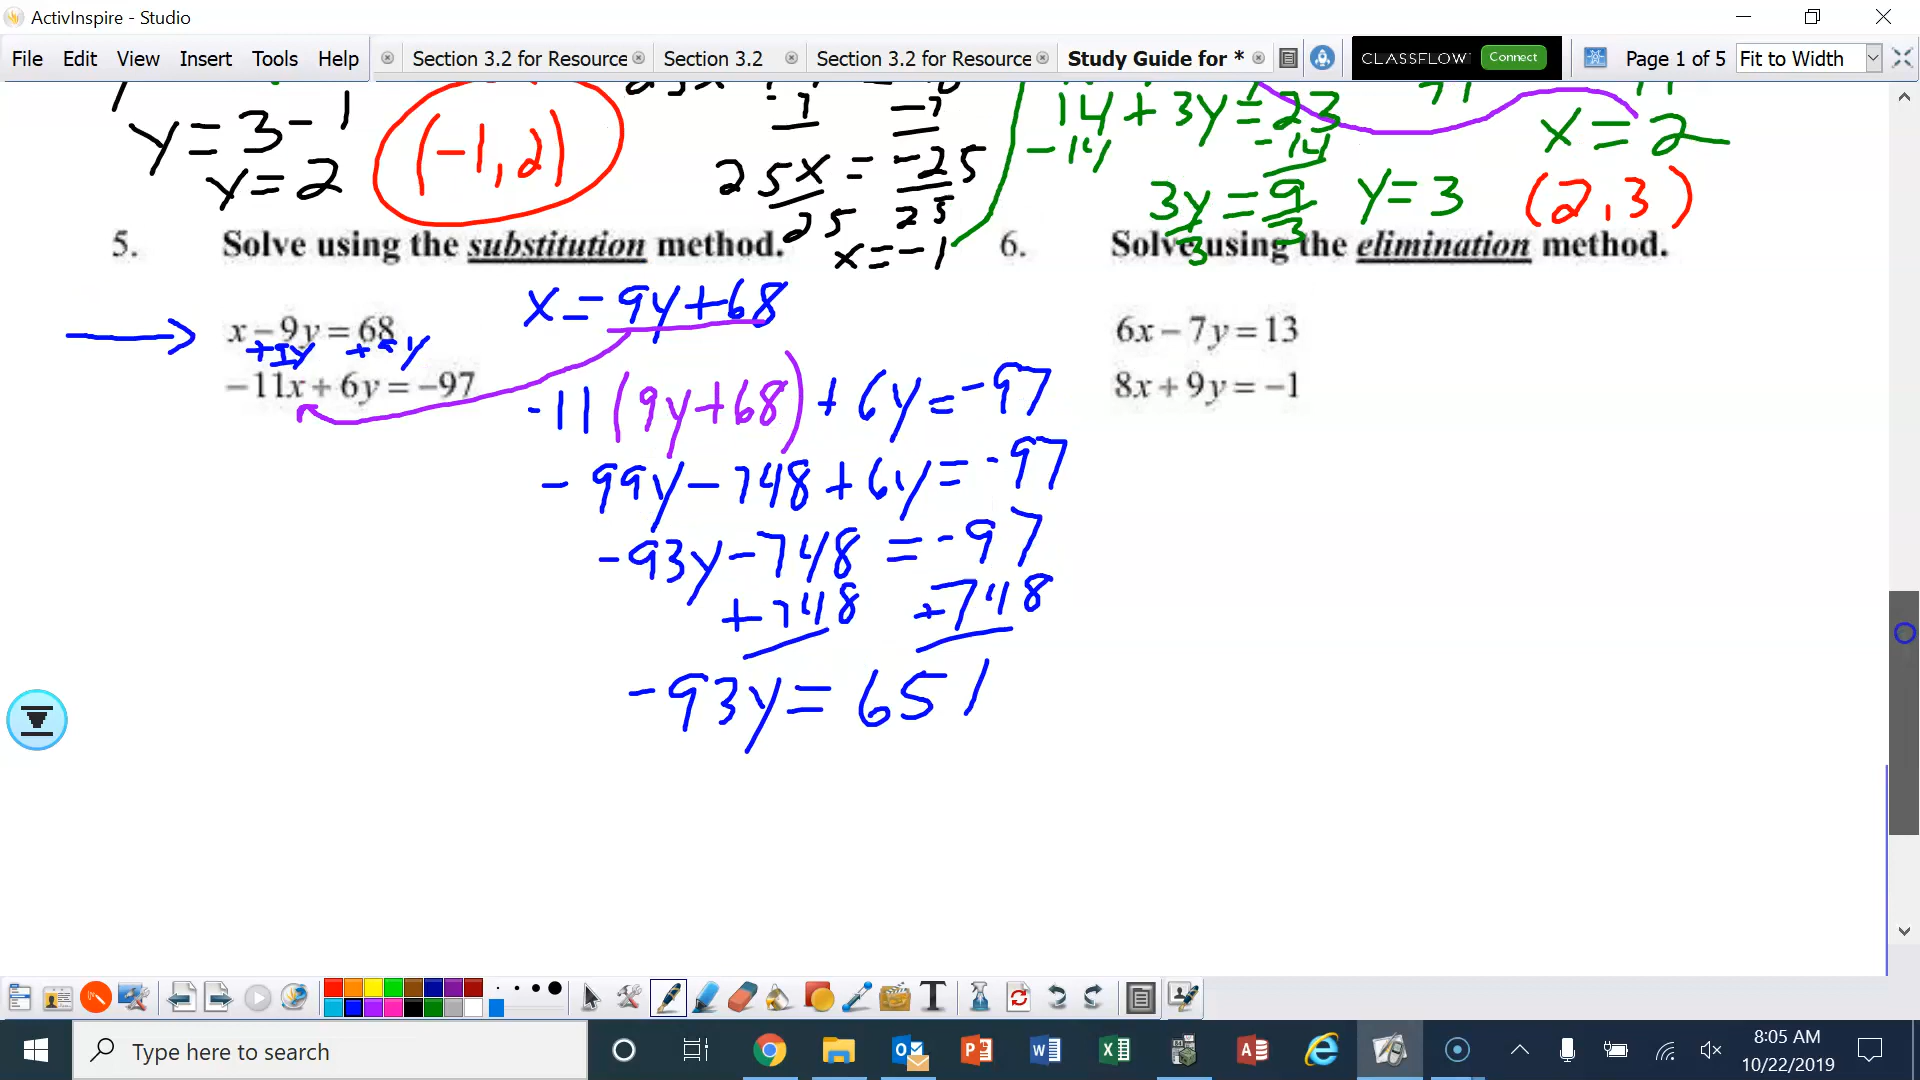 ActivInspire - Studio
File Edit View Insert Tools Help
Section 3.2 for Resource Section 3.2 Section 3.2 for Resource Study Guide for *
CLASSFLOW Connect
Page 1 of 5 Fit to Width
y = 3 - 1
y = 2
(-1, 2)
-7 -7
25x = -25
25 25
x = -1
14 + 3y = 23
-14 -14
3y = 9
3 3
y = 3
x = 2
(2, 3)
5. Solve using the substitution method.
x - 9y = 68
+9y +9y
-11x + 6y = -97
x = 9y + 68
-11(9y + 68) + 6y = -97
-99y - 748 + 6y = -97
-93y - 748 = -97
+748 +748
-93y = 651
6. Solve using the elimination method.
6x - 7y = 13
8x + 9y = -1
Type here to search
8:05 AM
10/22/2019